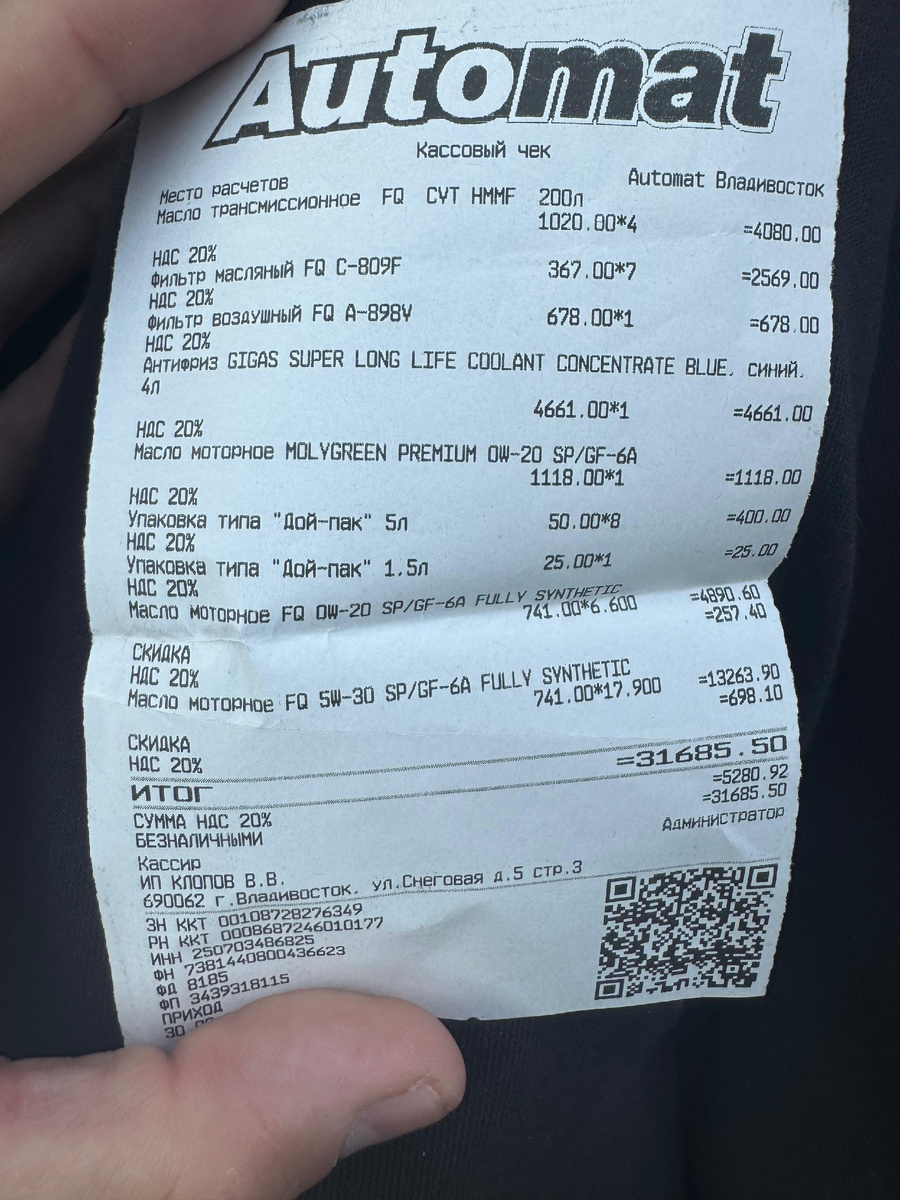 Automat
Кассовый чек
Место расчетов Automat Владивосток
Масло трансмиссионное FQ CVT HMMF 200л
1020.00*4 =4080.00
НДС 20%
Фильтр масляный FQ C-809F 367.00*7 =2569.00
НДС 20%
Фильтр воздушный FQ A-898V 678.00*1 =678.00
НДС 20%
Антифриз GIGAS SUPER LONG LIFE COOLANT CONCENTRATE BLUE. синий.
4л
4661.00*1 =4661.00
НДС 20%
Масло моторное MOLYGREEN PREMIUM 0W-20 SP/GF-6A
1118.00*1 =1118.00
НДС 20%
Упаковка типа "Дой-пак" 5л 50.00*8 =400.00
НДС 20%
Упаковка типа "Дой-пак" 1.5л 25.00*1 =25.00
НДС 20%
Масло моторное FQ 0W-20 SP/GF-6A FULLY SYNTHETIC
741.00*6.600 =4890.60
СКИДКА =257.40
НДС 20%
Масло моторное FQ 5W-30 SP/GF-6A FULLY SYNTHETIC
741.00*17.900 =13263.90
СКИДКА =698.10
НДС 20%
ИТОГ =31685.50
СУММА НДС 20% =5280.92
БЕЗНАЛИЧНЫМИ =31685.50
Кассир Администратор
ИП КЛОПОВ В.В.
690062 г.Владивосток. ул.Снеговая д.5 стр.3
ЗН ККТ 00108728276349
РН ККТ 0008687246010177
ИНН 250703486825
ФН 7381440800436623
ФД 8185
ФП 3439318115
ПРИХОД
30